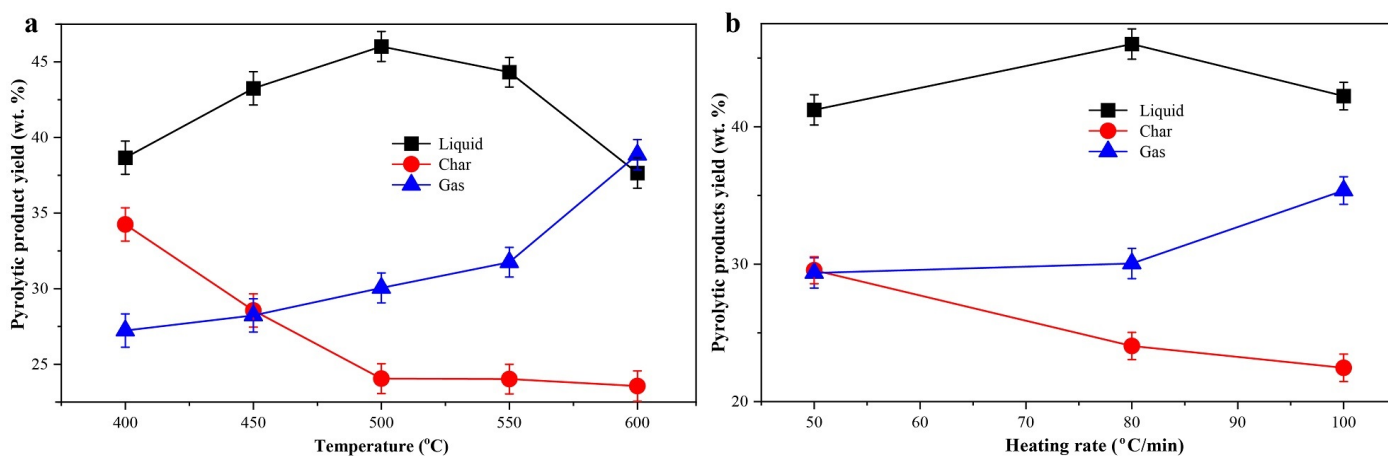 a
Pyrolytic product yield (wt. %)
45
40
35
30
25
Liquid
Char
Gas
400
450
500
550
600
Temperature (°C)
b
Pyrolytic products yield (wt. %)
40
30
20
Liquid
Char
Gas
50
60
70
80
90
100
Heating rate (°C/min)